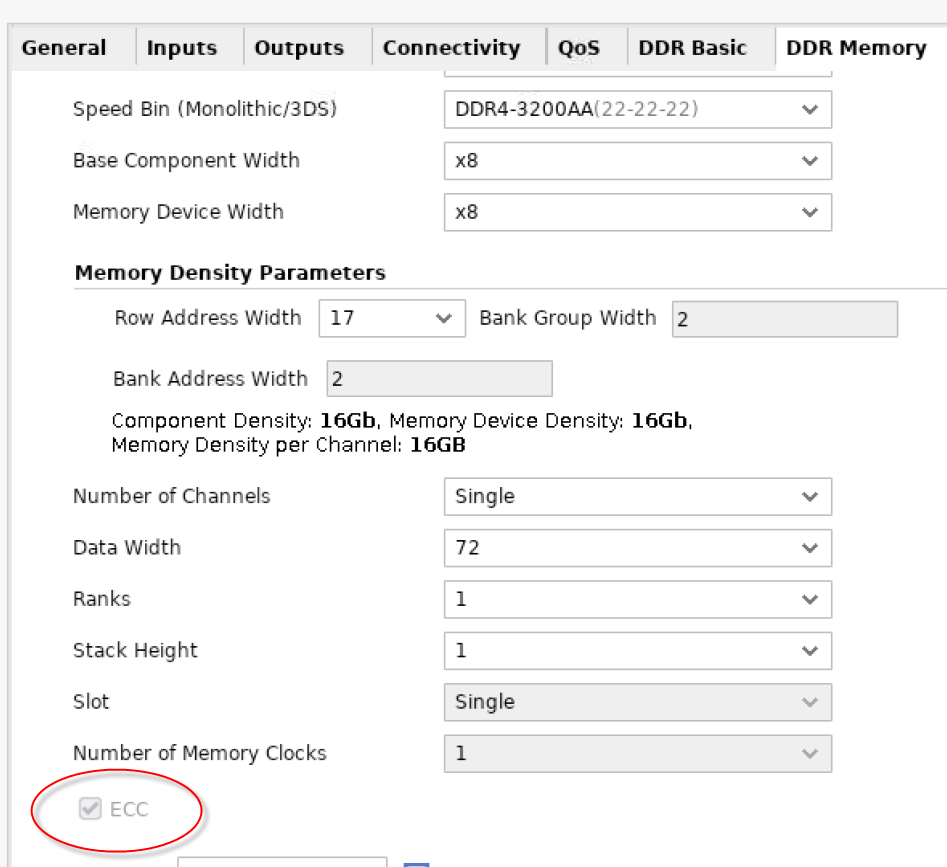 General Inputs Outputs Connectivity QoS DDR Basic DDR Memory
Speed Bin (Monolithic/3DS) DDR4-3200AA(22-22-22)
Base Component Width x8
Memory Device Width x8
Memory Density Parameters
Row Address Width 17 Bank Group Width 2
Bank Address Width 2
Component Density: 16Gb, Memory Device Density: 16Gb,
Memory Density per Channel: 16GB
Number of Channels Single
Data Width 72
Ranks 1
Stack Height 1
Slot Single
Number of Memory Clocks 1
ECC